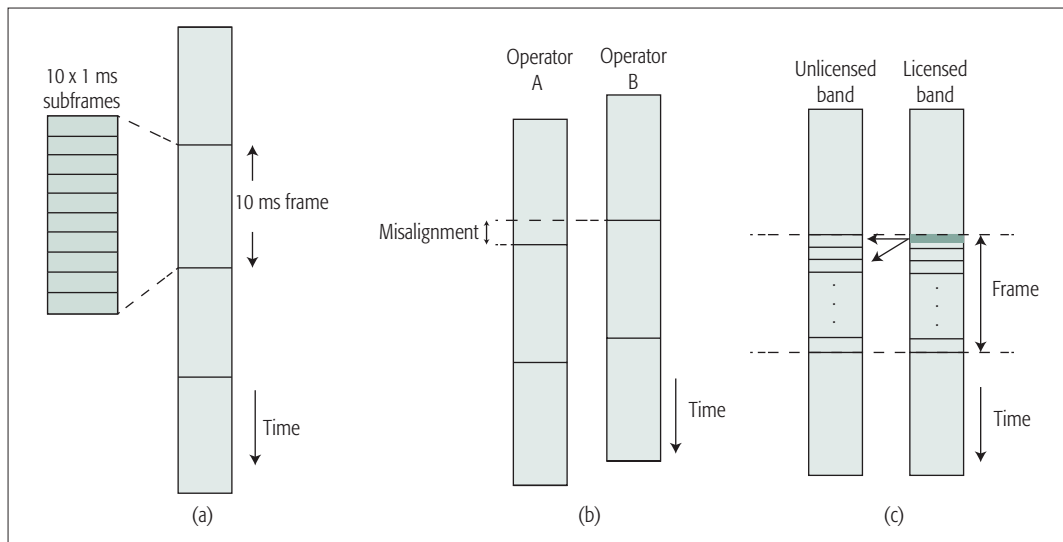 10 x 1 ms
subframes
10 ms frame
Time
(a)
Operator
A
Operator
B
Misalignment
Time
(b)
Unlicensed
band
Licensed
band
Frame
Time
(c)